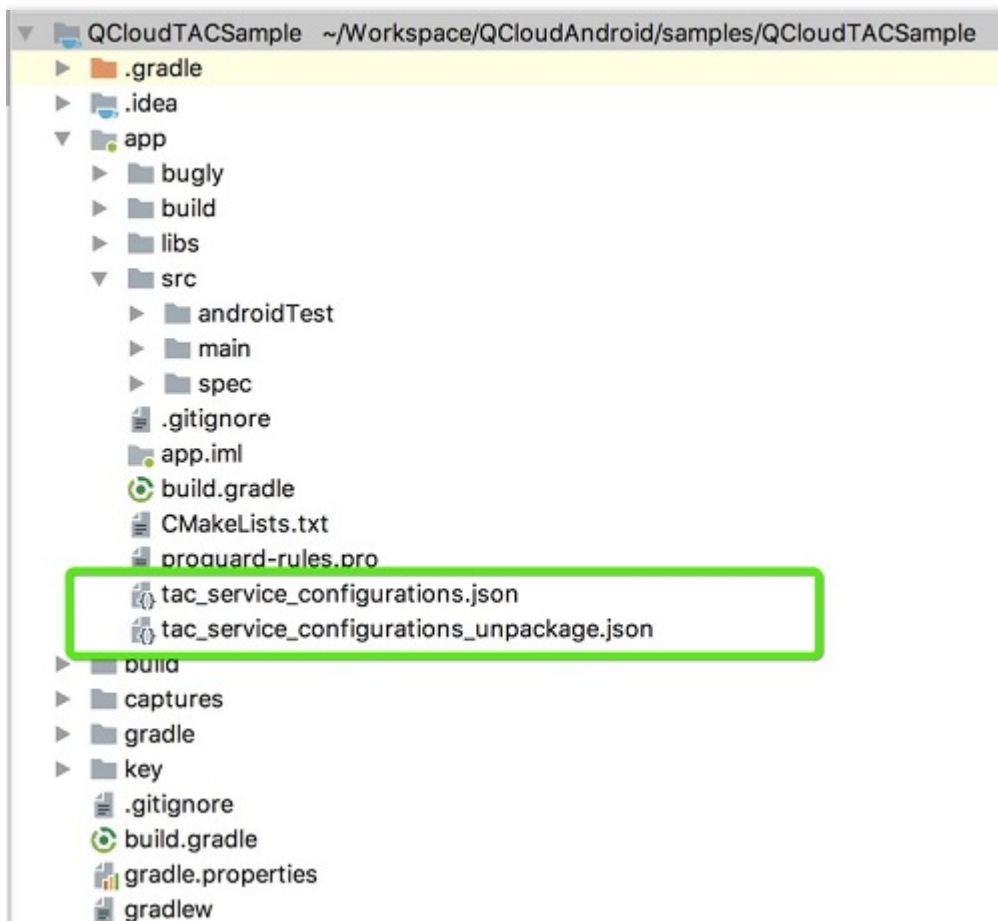 QCloudTACSample ~/Workspace/QCloudAndroid/samples/QCloudTACSample
.gradle
.idea
app
bugly
build
libs
src
androidTest
main
spec
.gitignore
app.iml
build.gradle
CMakeLists.txt
proguard-rules.pro
tac_service_configurations.json
tac_service_configurations_unpackage.json
build
captures
gradle
key
.gitignore
build.gradle
gradle.properties
gradlew